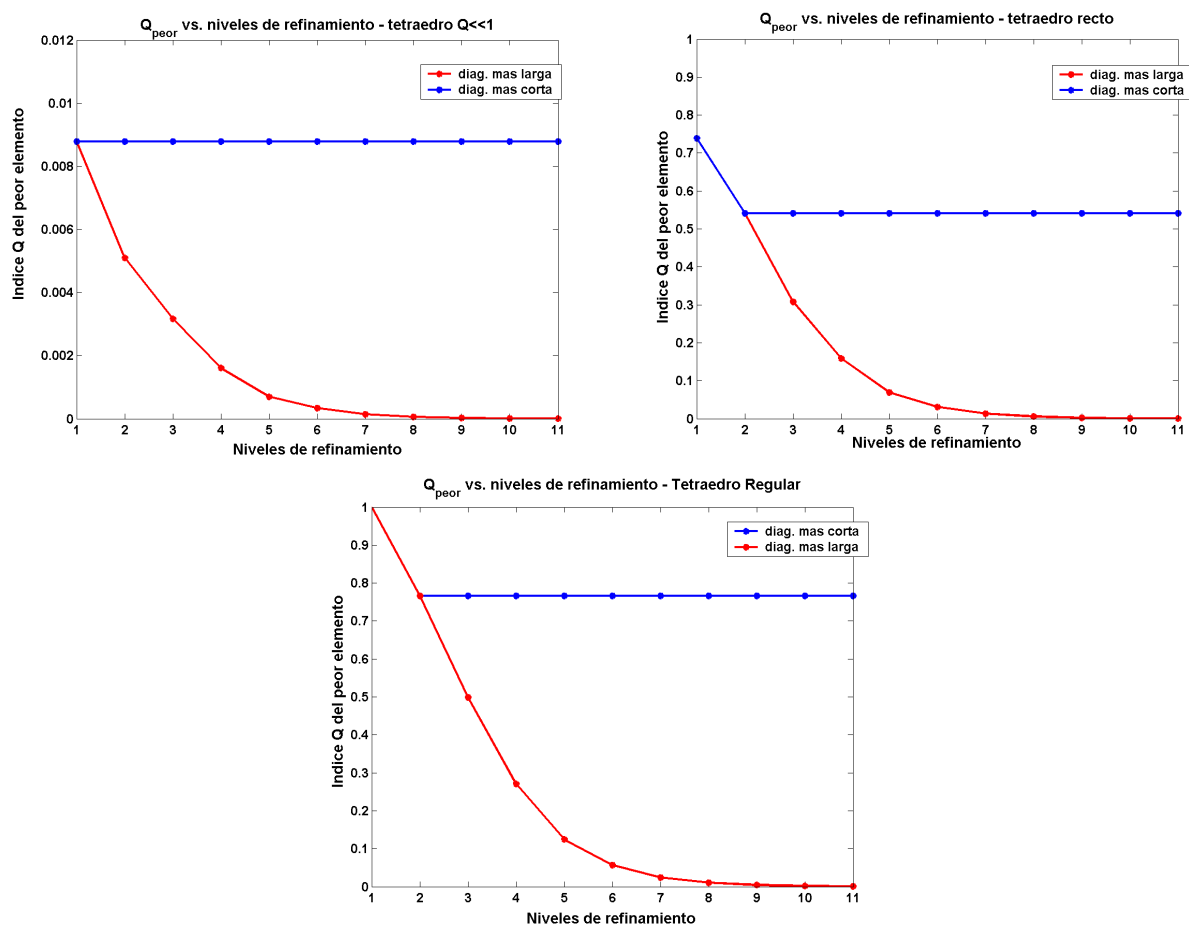 Qpeor vs. niveles de refinamiento - tetraedro Q<<1
0.012
0.01
0.008
0.006
0.004
0.002
0
diag. mas larga
diag. mas corta
Indice Q del peor elemento
1 2 3 4 5 6 7 8 9 10 11
Niveles de refinamiento
Qpeor vs. niveles de refinamiento - tetraedro recto
1
0.9
0.8
0.7
0.6
0.5
0.4
0.3
0.2
0.1
0
diag. mas larga
diag. mas corta
Indice Q del peor elemento
1 2 3 4 5 6 7 8 9 10 11
Niveles de refinamiento
Qpeor vs. niveles de refinamiento - Tetraedro Regular
1
0.9
0.8
0.7
0.6
0.5
0.4
0.3
0.2
0.1
0
diag. mas corta
diag. mas larga
Indice Q del peor elemento
1 2 3 4 5 6 7 8 9 10 11
Niveles de refinamiento